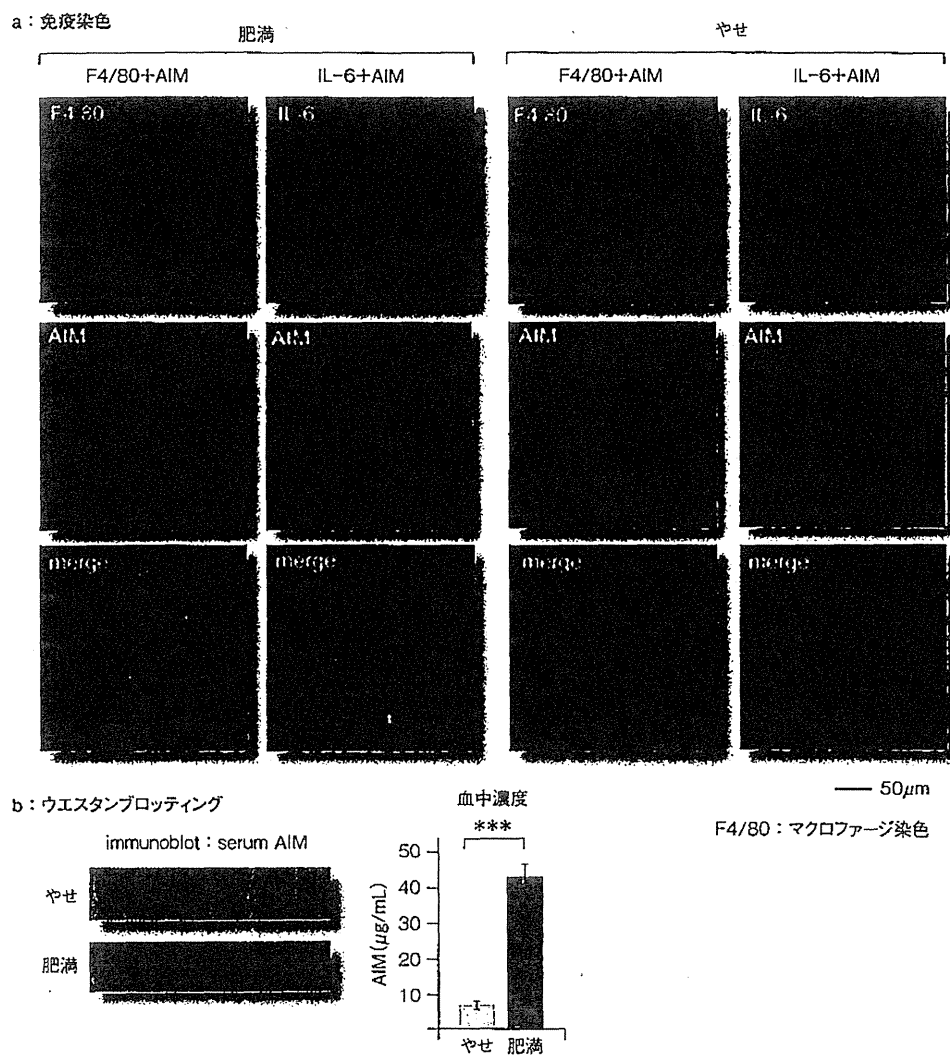 a：免疫染色
肥満
やせ
F4/80+AIM
IL-6+AIM
F4/80+AIM
IL-6+AIM
F4/80
IL-6
F4/80
IL-6
AIM
AIM
AIM
AIM
merge
merge
merge
merge
50μm
F4/80：マクロファージ染色
b：ウエスタンブロッティング
immunoblot：serum AIM
やせ
肥満
血中濃度
***
AIM(μg/mL)
50
40
30
20
10
やせ 肥満